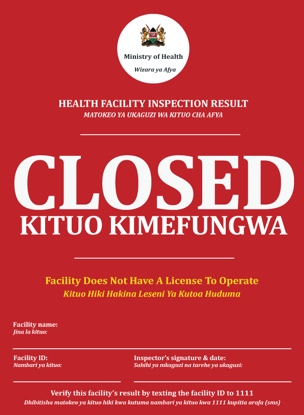 Ministry of Health
Wizara ya Afya
HEALTH FACILITY INSPECTION RESULT
MATOKEO YA UKAGUZI WA KITUO CHA AFYA
CLOSED
KITUO KIMEFUNGWA
Facility Does Not Have A License To Operate
Kituo Hiki Hakina Leseni Ya Kutoa Huduma
Facility name:
Jina la kituo:
Facility ID:
Nambari ya kituo:
Inspector's signature & date:
Sahihi ya mkaguzi na tarehe ya ukaguzi:
Verify this facility's result by texting the facility ID to 1111
Dhibitisha matokeo ya kituo hiki kwa kutuma nambari ya kituo kwa 1111 kupitia arafa (sms)